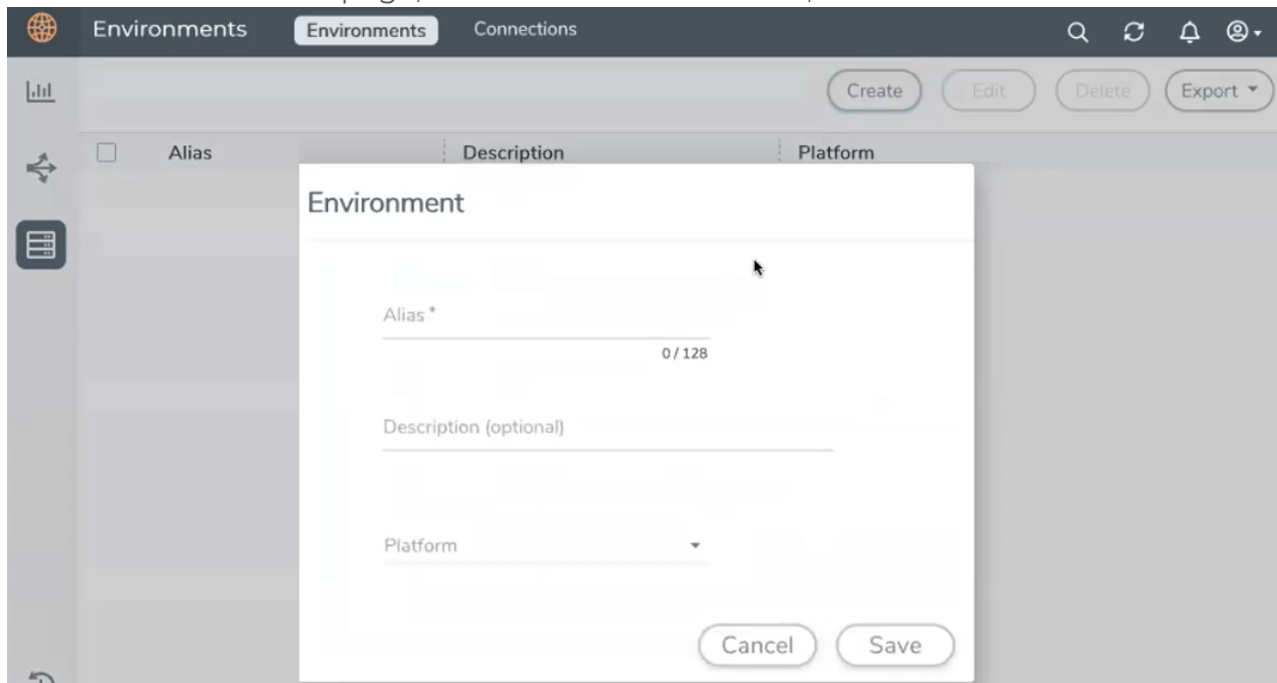 Environments Environments Connections
Create Edit Delete Export
Alias Description Platform
Environment
Alias *
0 / 128
Description (optional)
Platform
Cancel Save